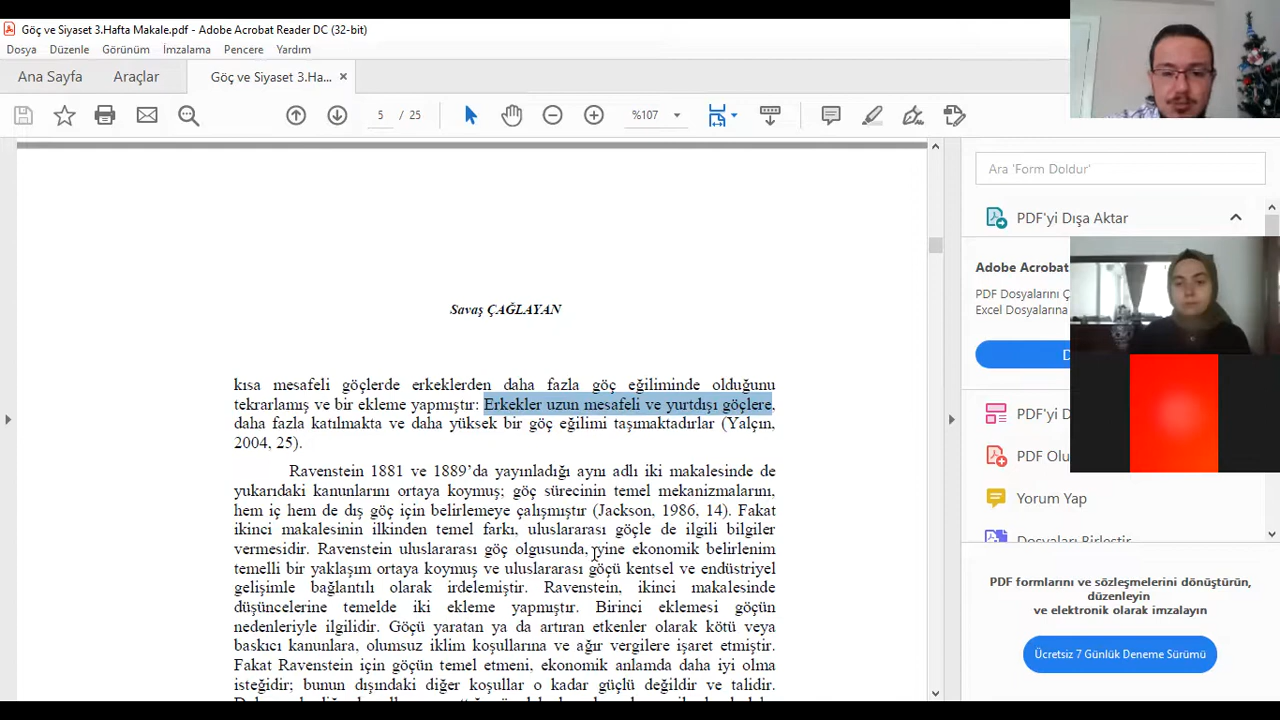 Göç ve Siyaset 3.Hafta Makale.pdf - Adobe Acrobat Reader DC (32-bit)
Dosya Düzenle Görünüm İmzalama Pencere Yardım
Ana Sayfa Araçlar Göç ve Siyaset 3.Ha... ×
5 / 25 %107
Ara 'Form Doldur'
PDF'yi Dışa Aktar
Adobe Acrobat
PDF Dosyalarını
Excel Dosyalarına
PDF'yi
PDF
Yorum Yap
Dosyaları Birleştir
PDF formlarını ve sözleşmelerini dönüştürün,
düzenleyin
ve elektronik olarak imzalayın
Ücretsiz 7 Günlük Deneme Sürümü
Savaş ÇAĞLAYAN
kısa mesafeli göçlerde erkeklerden daha fazla göç eğiliminde olduğunu
tekrarlamış ve bir ekleme yapmıştır: Erkekler uzun mesafeli ve yurtdışı göçlere,
daha fazla katılmakta ve daha yüksek bir göç eğilimi taşımaktadırlar (Yalçın,
2004, 25).
Ravenstein 1881 ve 1889'da yayınladığı aynı adlı iki makalesinde de
yukarıdaki kanunlarını ortaya koymuş; göç sürecinin temel mekanizmalarını,
hem iç hem de dış göç için belirlemeye çalışmıştır (Jackson, 1986, 14). Fakat
ikinci makalesinin ilkinden temel farkı, uluslararası göçle de ilgili bilgiler
vermesidir. Ravenstein uluslararası göç olgusunda, yine ekonomik belirlenim
temelli bir yaklaşım ortaya koymuş ve uluslararası göçü kentsel ve endüstriyel
gelişimle bağlantılı olarak irdelemiştir. Ravenstein, ikinci makalesinde
düşüncelerine temelde iki ekleme yapmıştır. Birinci eklemesi göçün
nedenleriyle ilgilidir. Göçü yaratan ya da artıran etkenler olarak kötü veya
baskıcı kanunlara, olumsuz iklim koşullarına ve ağır vergilere işaret etmiştir.
Fakat Ravenstein için göçün temel etmeni, ekonomik anlamda daha iyi olma
isteğidir; bunun dışındaki diğer koşullar o kadar güçlü değildir ve talidir.